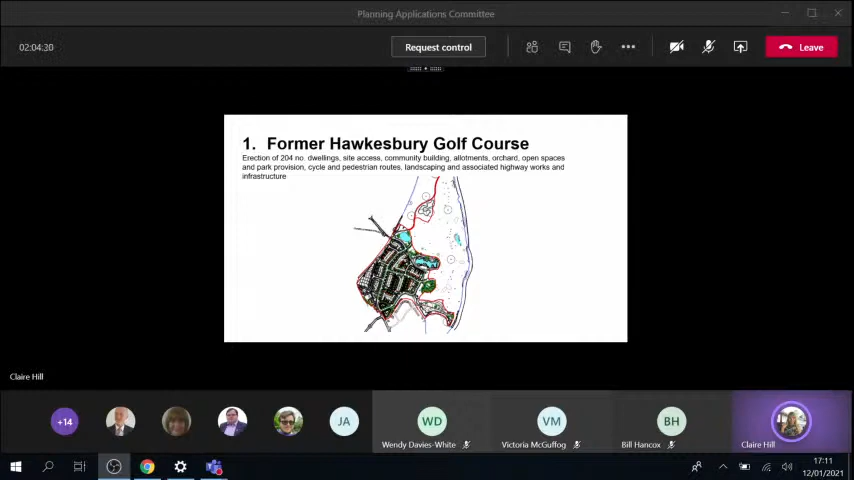 Planning Applications Committee
02:04:30
Request control
Leave
1. Former Hawkesbury Golf Course
Erection of 204 no. dwellings, site access, community building, allotments, orchard, open spaces
and park provision, cycle and pedestrian routes, landscaping and associated highway works and
infrastructure
Claire Hill
+14
JA
WD
VM
BH
Wendy Davies-White
Victoria McGuffog
Bill Hancox
Claire Hill
17:11
12/01/2021